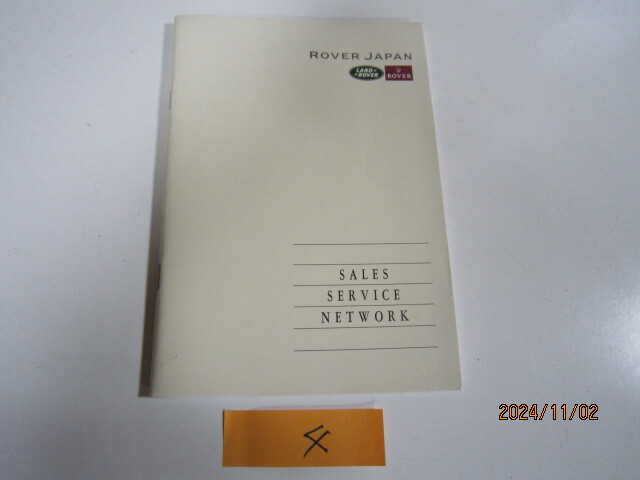 ROVER JAPAN
LAND ROVER
ROVER
SALES
SERVICE
NETWORK
2024/11/02